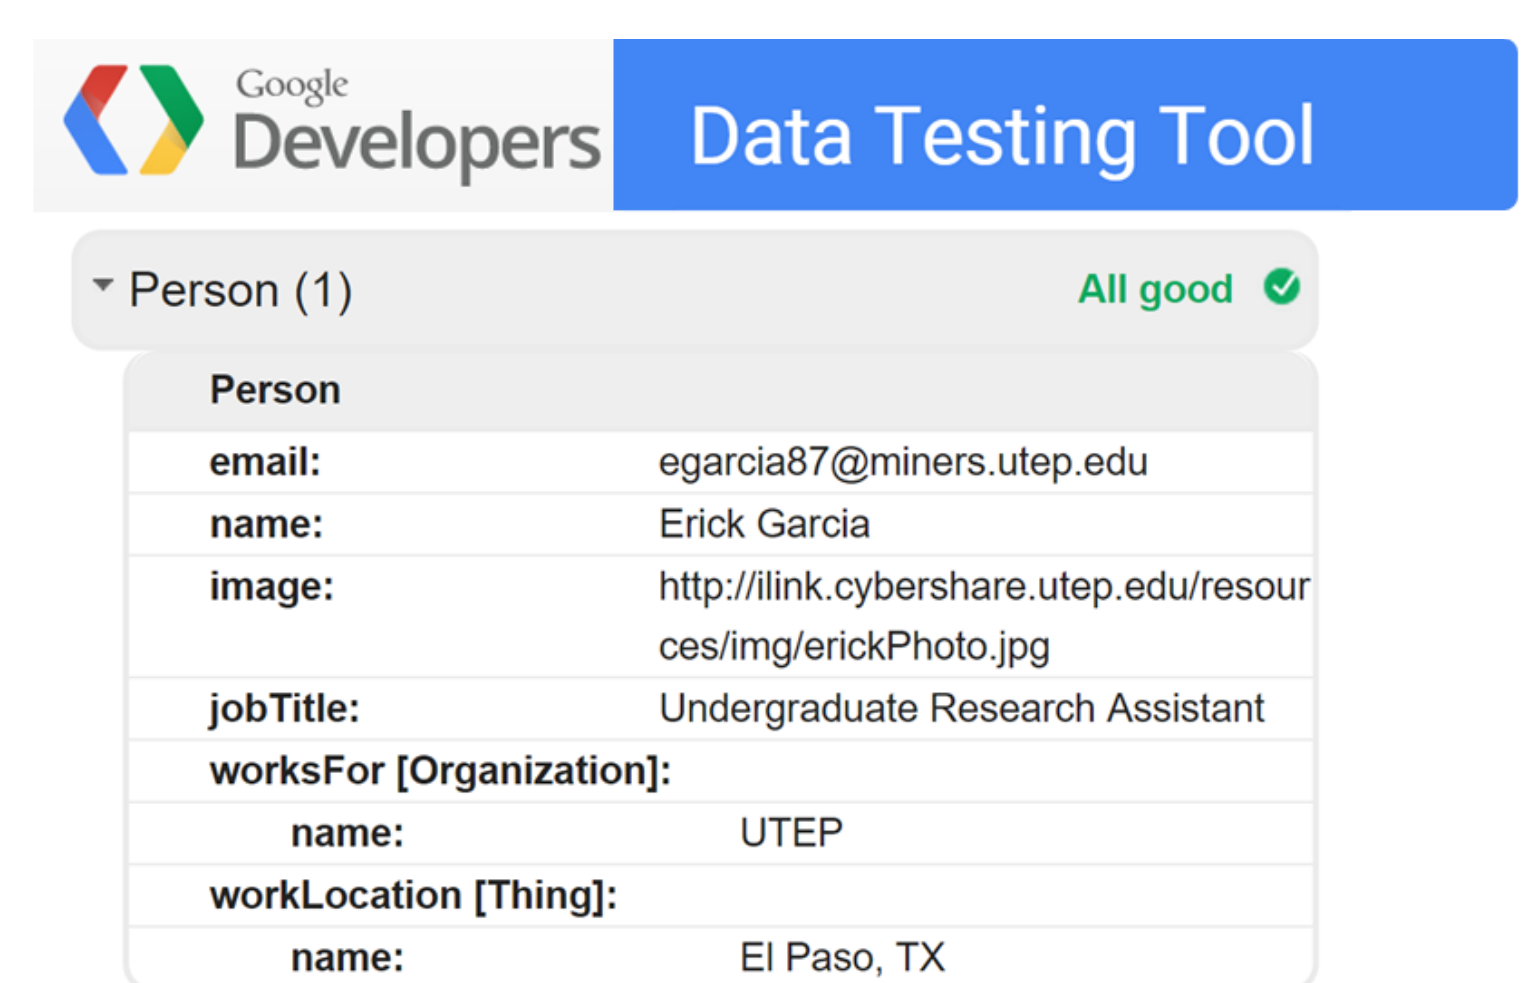 Google
Developers
Data Testing Tool
Person (1)
All good
Person
email: egarcia87@miners.utep.edu
name: Erick Garcia
image: http://ilink.cybershare.utep.edu/resour
ces/img/erickPhoto.jpg
jobTitle: Undergraduate Research Assistant
worksFor [Organization]:
name: UTEP
workLocation [Thing]:
name: El Paso, TX